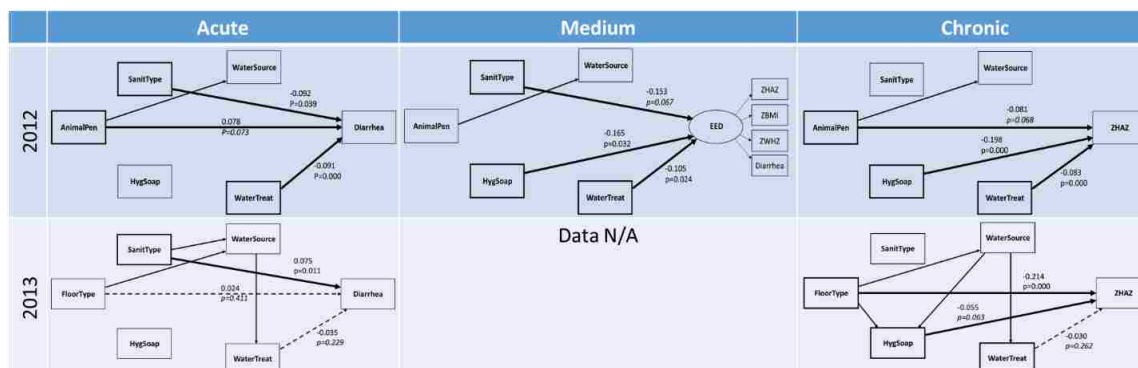 Acute
Medium
Chronic
2012
SanitType
WaterSource
-0.092
P=0.039
AnimalPen
0.078
P=0.073
Diarrhea
-0.091
P=0.000
HygSoap
WaterTreat
SanitType
WaterSource
-0.153
p=0.067
AnimalPen
EED
ZHAZ
ZBMI
ZWHZ
Diarrhea
-0.165
p=0.032
HygSoap
-0.105
p=0.024
WaterTreat
SanitType
WaterSource
-0.081
p=0.068
AnimalPen
ZHAZ
-0.198
p=0.000
HygSoap
-0.083
p=0.000
WaterTreat
2013
SanitType
WaterSource
0.075
p=0.011
FloorType
0.024
p=0.411
Diarrhea
-0.035
p=0.229
HygSoap
WaterTreat
Data N/A
SanitType
WaterSource
-0.214
p=0.000
FloorType
ZHAZ
-0.055
p=0.063
HygSoap
-0.030
p=0.262
WaterTreat